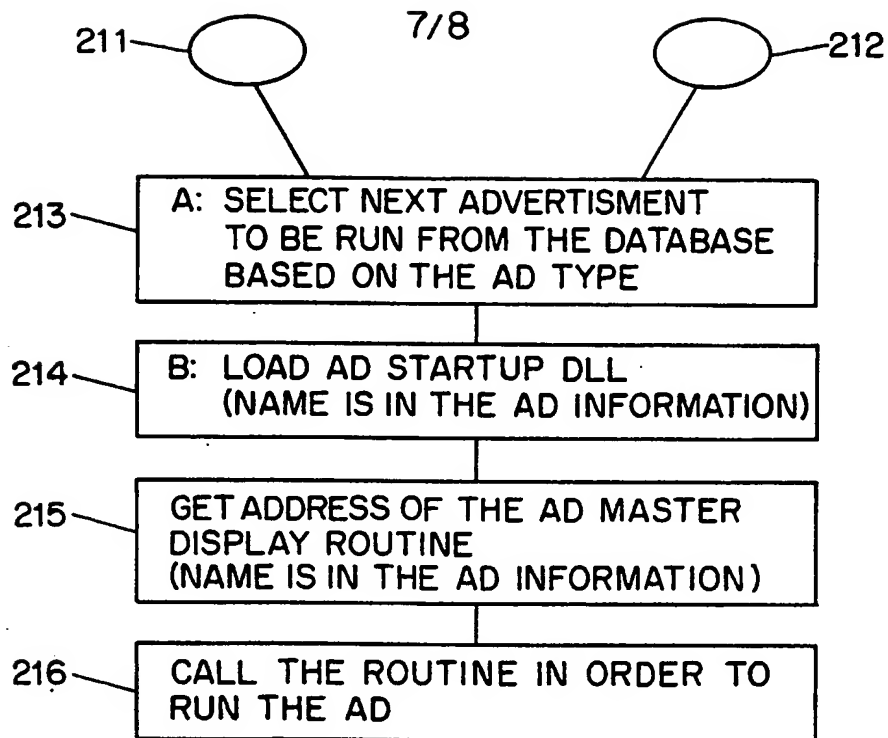 7/8
211
212
213
A: SELECT NEXT ADVERTISMENT
TO BE RUN FROM THE DATABASE
BASED ON THE AD TYPE
214
B: LOAD AD STARTUP DLL
(NAME IS IN THE AD INFORMATION)
215
GET ADDRESS OF THE AD MASTER
DISPLAY ROUTINE
(NAME IS IN THE AD INFORMATION)
216
CALL THE ROUTINE IN ORDER TO
RUN THE AD